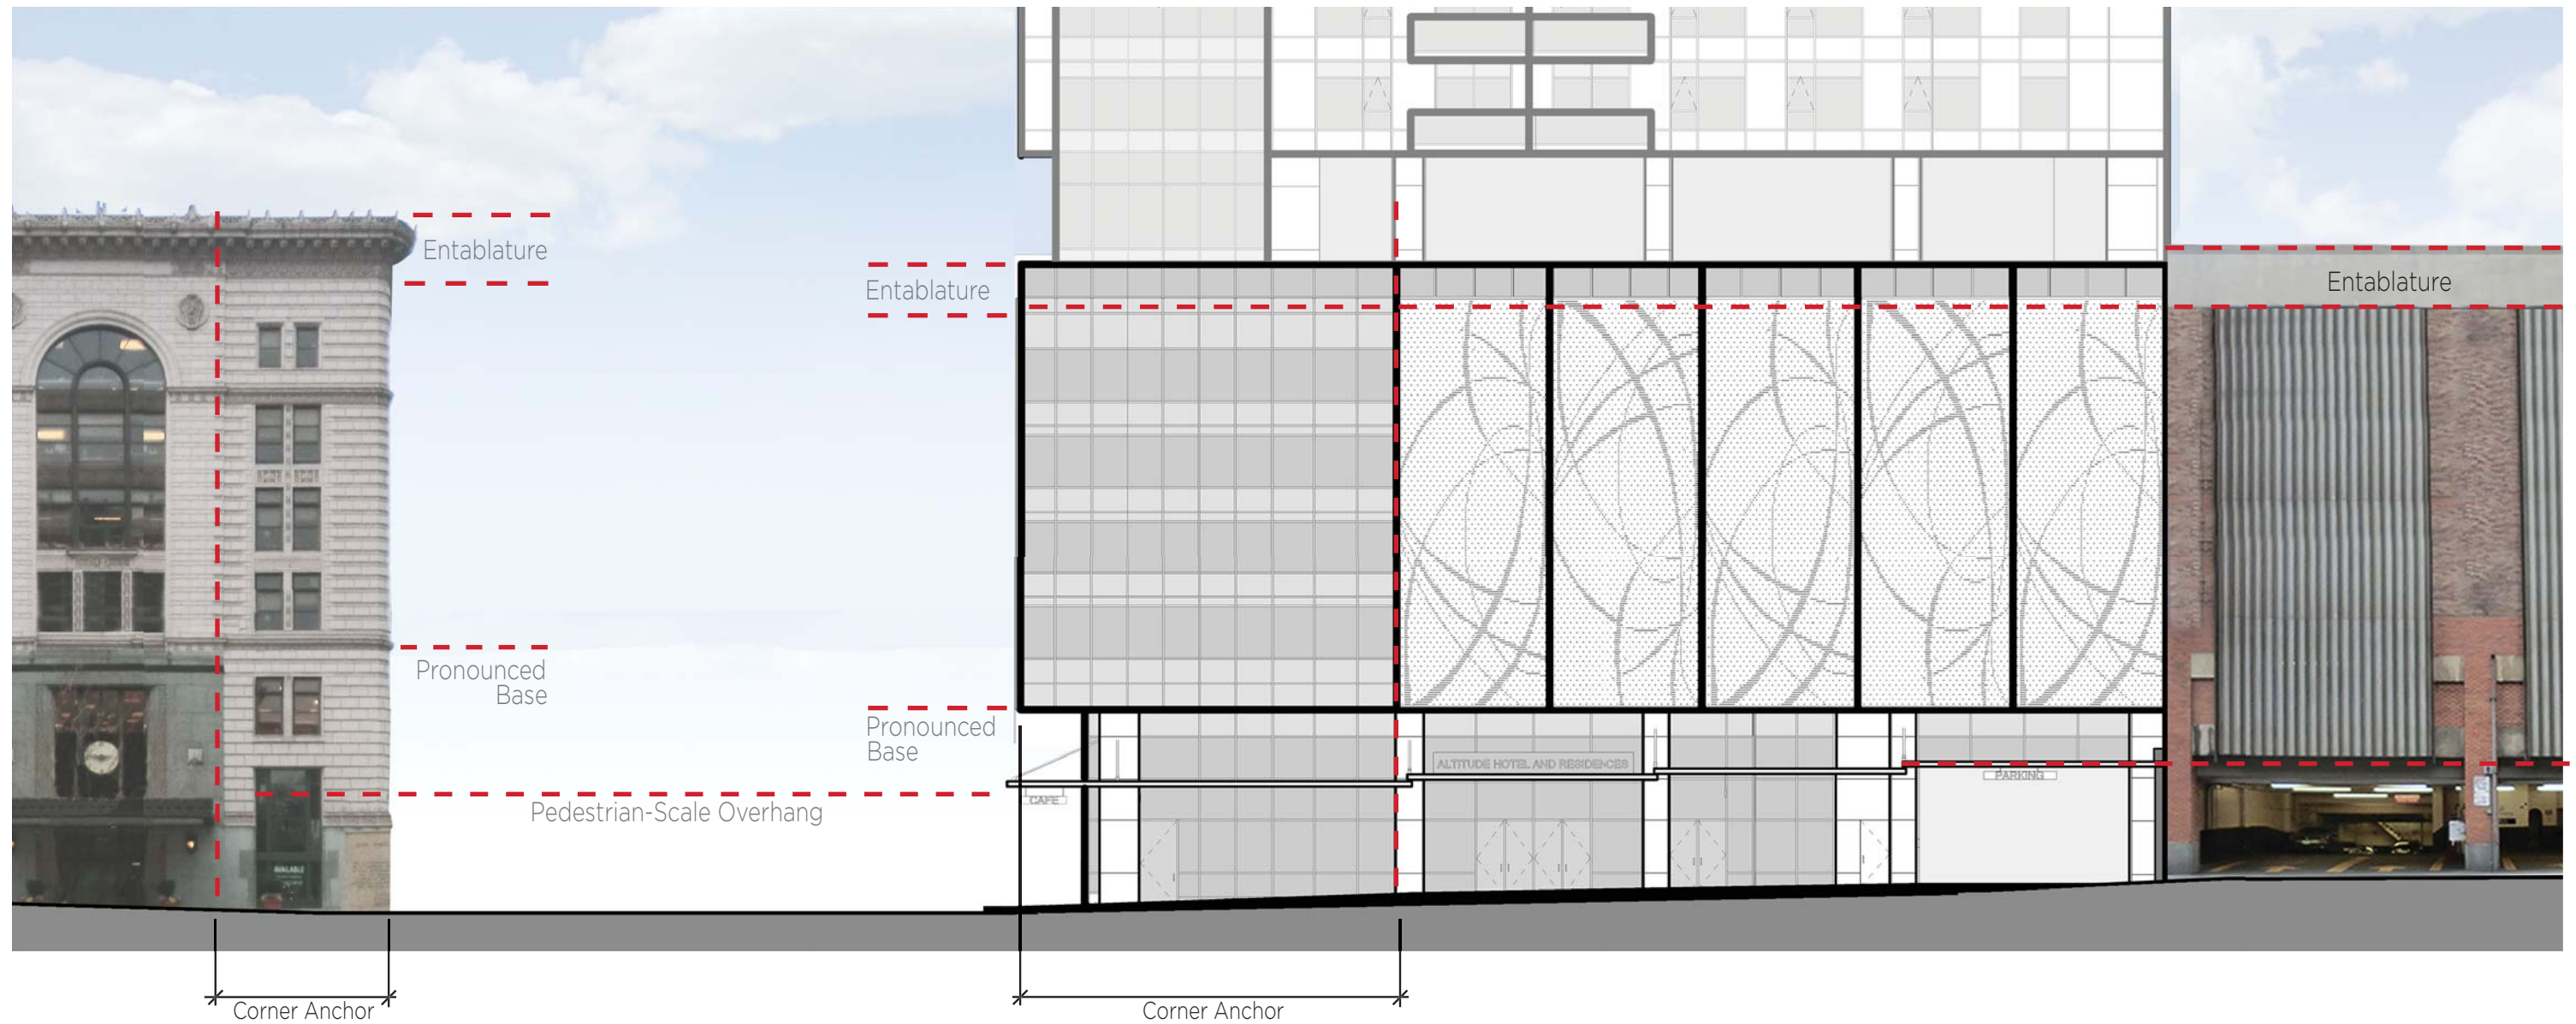 Entablature
Entablature
Entablature
Pronounced
Base
Pronounced
Base
ALTITUDE HOTEL AND RESIDENCES
PARKING
CAFE
Pedestrian-Scale Overhang
AVAILABLE
Corner Anchor
Corner Anchor